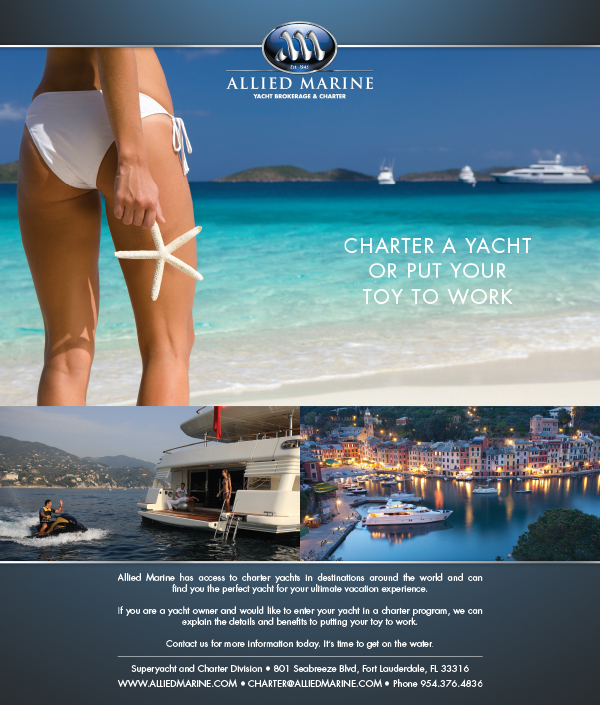 Est. 1945
ALLIED MARINE
YACHT BROKERAGE & CHARTER
CHARTER A YACHT
OR PUT YOUR
TOY TO WORK
Allied Marine has access to charter yachts in destinations around the world and can
find you the perfect yacht for your ultimate vacation experience.
If you are a yacht owner and would like to enter your yacht in a charter program, we can
explain the details and benefits to putting your toy to work.
Contact us for more information today. It's time to get on the water.
Superyacht and Charter Division • 801 Seabreeze Blvd, Fort Lauderdale, FL 33316
WWW.ALLIEDMARINE.COM • CHARTER@ALLIEDMARINE.COM • Phone 954.376.4836